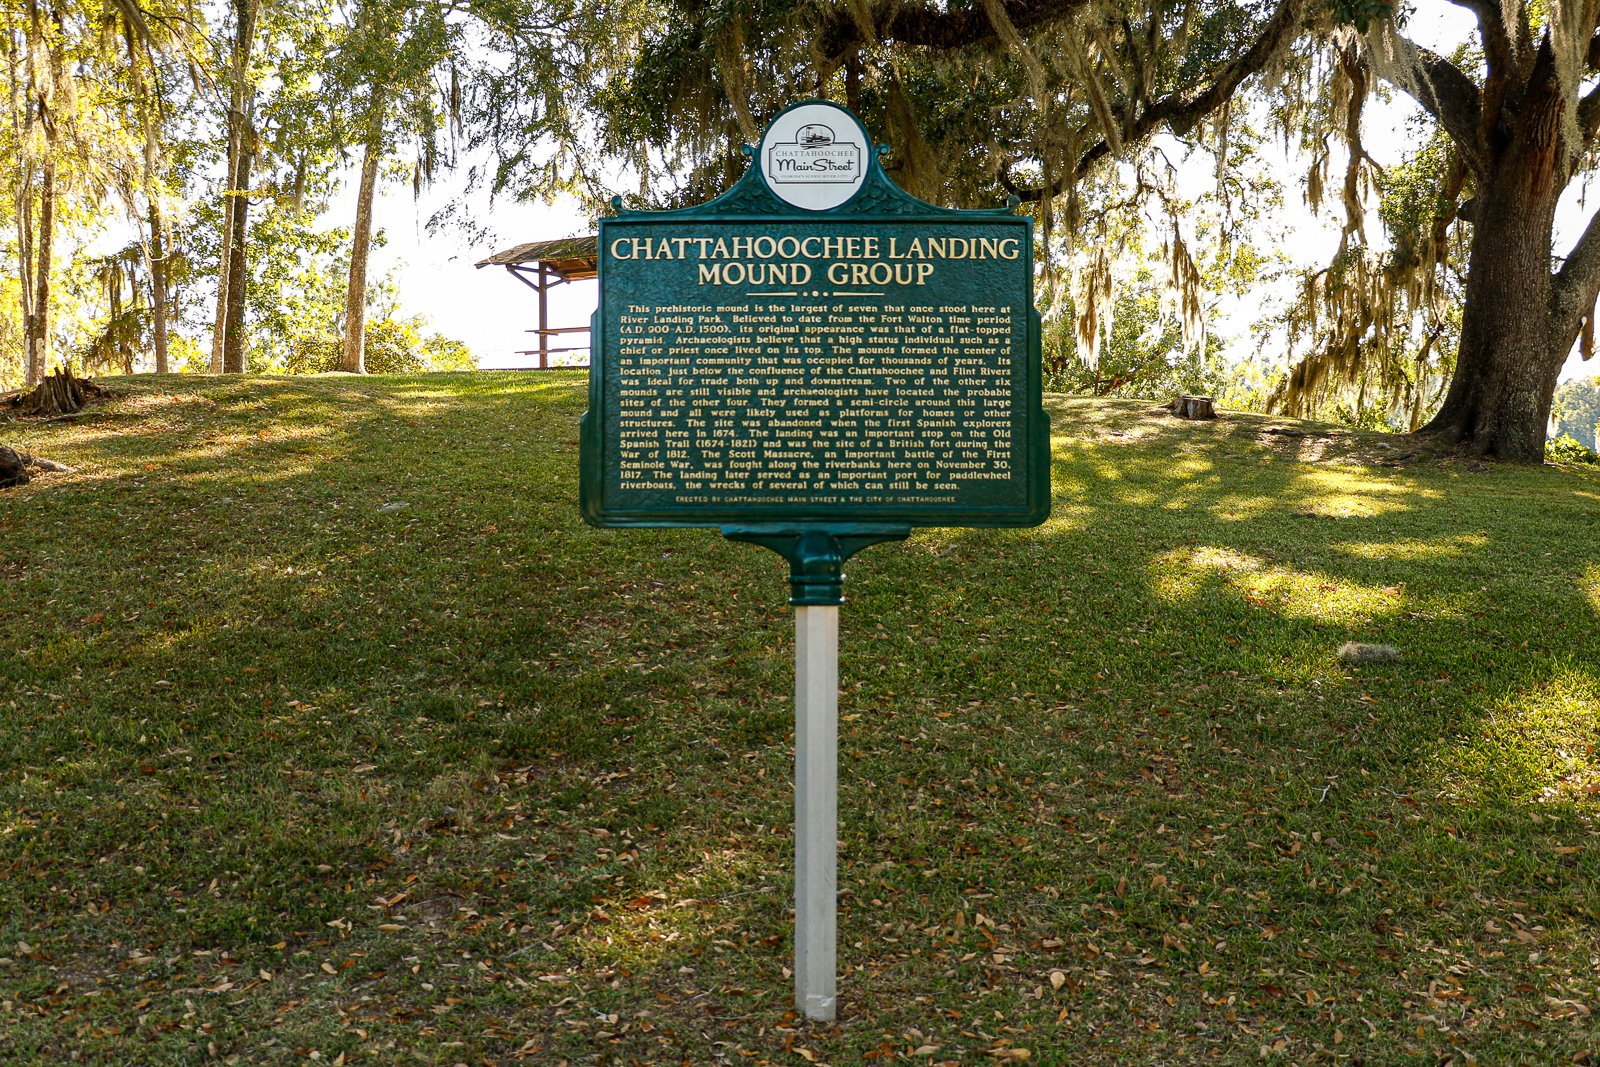 CHATTAHOOCHEE
MainStreet
FLORIDA'S SCENIC RIVER CITY
CHATTAHOOCHEE LANDING
MOUND GROUP
This prehistoric mound is the largest of seven that once stood here at
River Landing Park. Believed to date from the Fort Walton time period
(A.D. 900-A.D. 1500), its original appearance was that of a flat-topped
pyramid. Archaeologists believe that a high status individual such as a
chief or priest once lived on its top. The mounds formed the center of
an important community that was occupied for thousands of years. Its
location just below the confluence of the Chattahoochee and Flint Rivers
was ideal for trade both up and downstream. Two of the other six
mounds are still visible and archaeologists have located the probable
sites of the other four. They formed a semi-circle around this large
mound and all were likely used as platforms for homes or other
structures. The site was abandoned when the first Spanish explorers
arrived here in 1674. The landing was an important stop on the Old
Spanish Trail (1674-1821) and was the site of a British fort during the
War of 1812. The Scott Massacre, an important battle of the First
Seminole War, was fought along the riverbanks here on November 30,
1817. The landing later served as an important port for paddlewheel
riverboats, the wrecks of several of which can still be seen.
ERECTED BY CHATTAHOOCHEE MAIN STREET & THE CITY OF CHATTAHOOCHEE